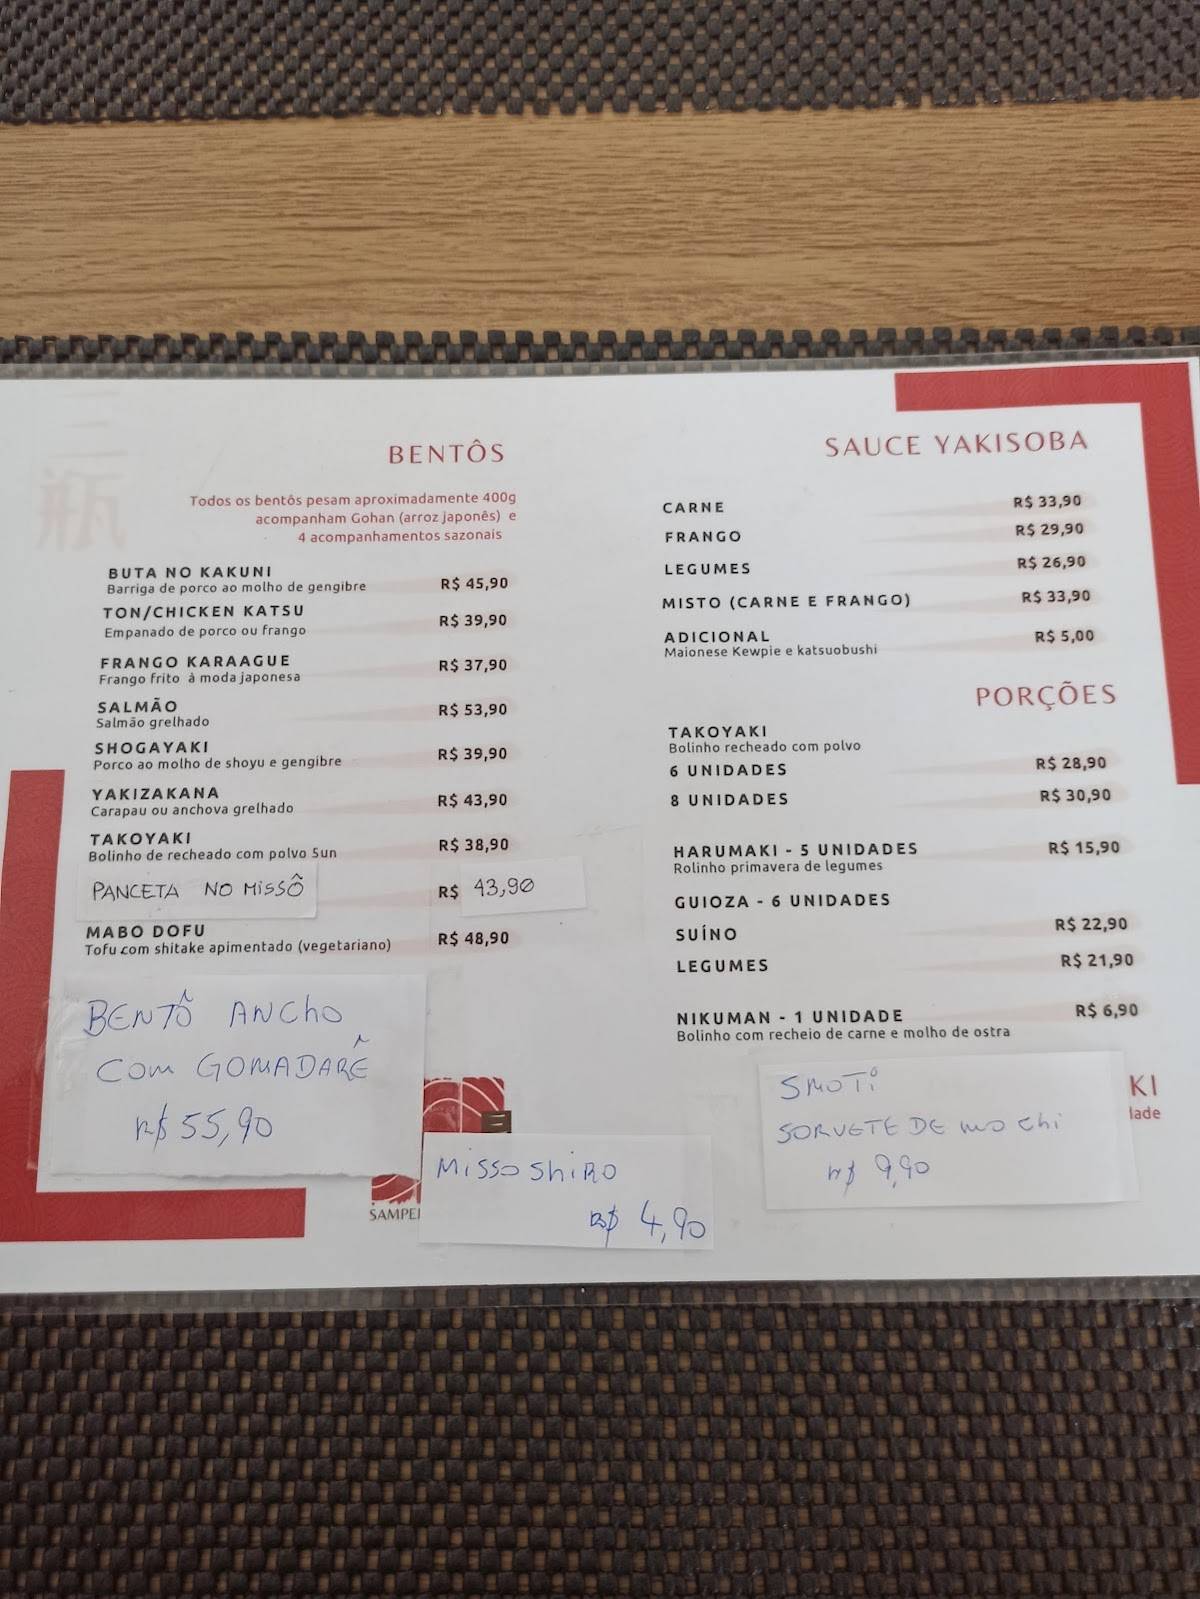 三
瓶
BENTÔS
Todos os bentôs pesam aproximadamente 400g
acompanham Gohan (arroz japonês) e
4 acompanhamentos sazonais
BUTA NO KAKUNI
Barriga de porco ao molho de gengibre R$ 45,90
TON/CHICKEN KATSU
Empanado de porco ou frango R$ 39,90
FRANGO KARAAGUE
Frango frito à moda japonesa R$ 37,90
SALMÃO
Salmão grelhado R$ 53,90
SHOGAYAKI
Porco ao molho de shoyu e gengibre R$ 39,90
YAKIZAKANA
Carapau ou anchova grelhado R$ 43,90
TAKOYAKI
Bolinho de recheado com polvo 5un R$ 38,90
PANCETA NO MISSÔ R$ 43,90
MABO DOFU
Tofu com shitake apimentado (vegetariano) R$ 48,90
BENTÔ ANCHO
COM GOMADARÊ
R$ 55,90
SAMPEI
MISSOSHIRO
R$ 4,90
SAUCE YAKISOBA
CARNE R$ 33,90
FRANGO R$ 29,90
LEGUMES R$ 26,90
MISTO (CARNE E FRANGO) R$ 33,90
ADICIONAL R$ 5,00
Maionese Kewpie e katsuobushi
PORÇÕES
TAKOYAKI
Bolinho recheado com polvo
6 UNIDADES R$ 28,90
8 UNIDADES R$ 30,90
HARUMAKI - 5 UNIDADES R$ 15,90
Rolinho primavera de legumes
GUIOZA - 6 UNIDADES
SUÍNO R$ 22,90
LEGUMES R$ 21,90
NIKUMAN - 1 UNIDADE R$ 6,90
Bolinho com recheio de carne e molho de ostra
SMOTi
SORVETE DE MOCHI
R$ 9,90
KI
dade